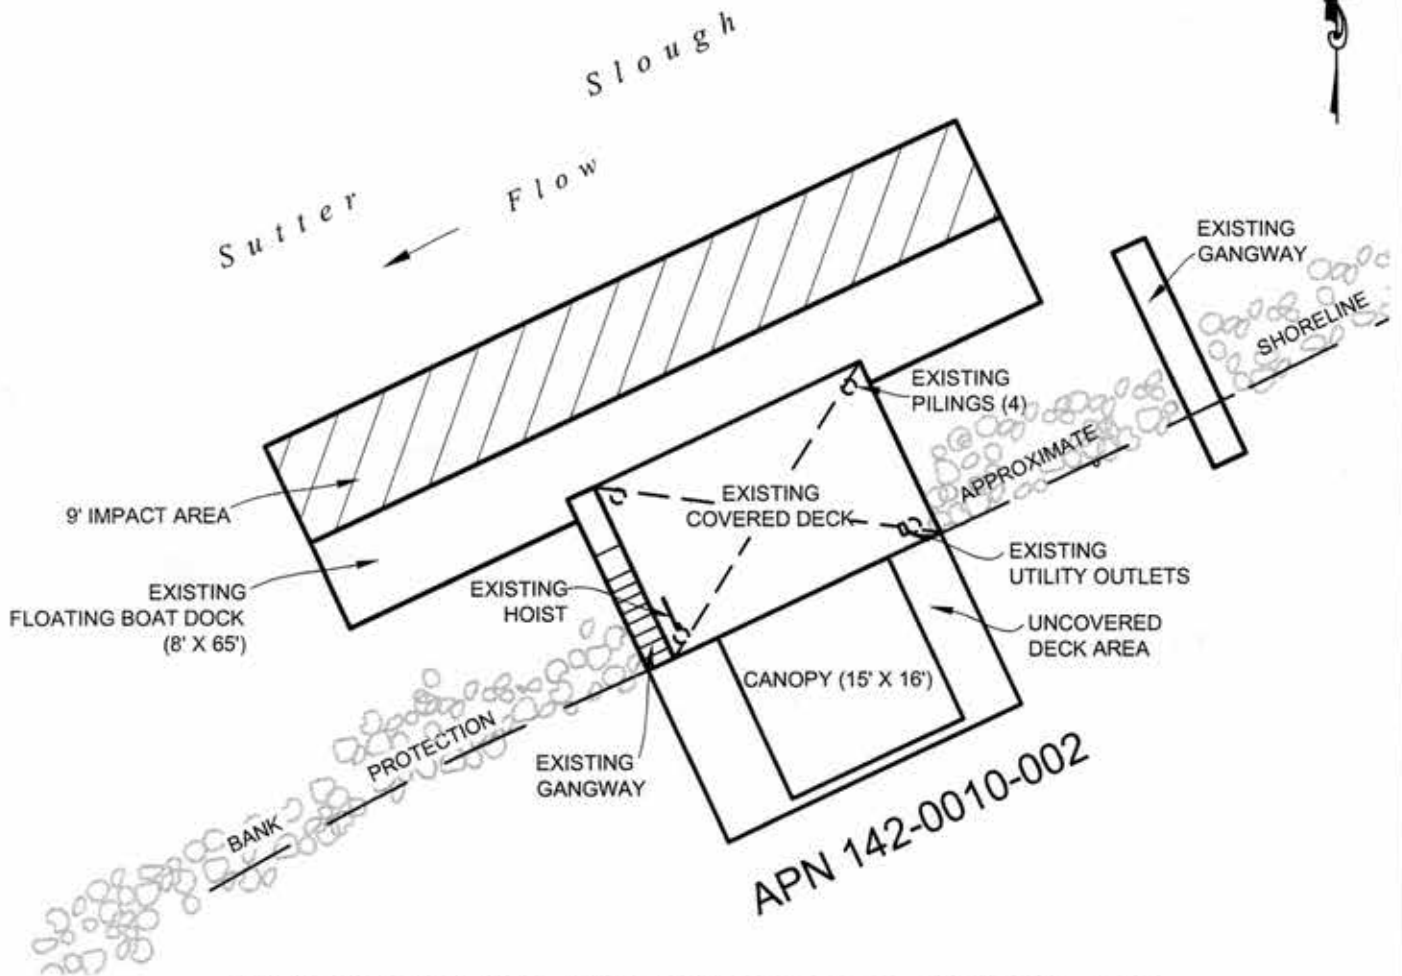 Sutter Slough
Flow
EXISTING
GANGWAY
SHORELINE
EXISTING
PILINGS (4)
APPROXIMATE
9' IMPACT AREA
EXISTING
COVERED DECK
EXISTING
FLOATING BOAT DOCK
(8' X 65')
EXISTING
HOIST
EXISTING
UTILITY OUTLETS
UNCOVERED
DECK AREA
CANOPY (15' X 16')
PROTECTION
EXISTING
GANGWAY
BANK
APN 142-0010-002